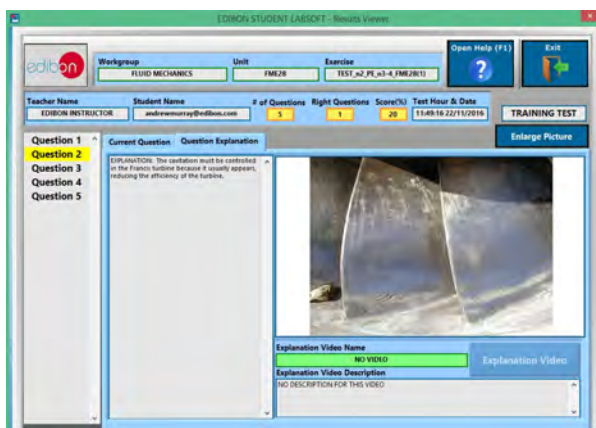 EDIBON STUDENT LABSOFT - Results Viewer
edibon
Workgroup Unit Exercise
FLUID MECHANICS FME28 TEST_n2_PE_n3-4_FME28(1)
Open Help (F1) Exit
?
Teacher Name Student Name # of Questions Right Questions Score(%) Test Hour & Date
EDIBON INSTRUCTOR andrewmurray@edibon.com 5 1 20 11:49:16 22/11/2016 TRAINING TEST
Enlarge Picture
Question 1
Question 2
Question 3
Question 4
Question 5
Current Question Question Explanation
EXPLANATION: The cavitation must be controlled
in the Francis turbine because it usually appears,
reducing the efficiency of the turbine.
Explanation Video Name
NO VIDEO
Explanation Video
Explanation Video Description
NO DESCRIPTION FOR THIS VIDEO